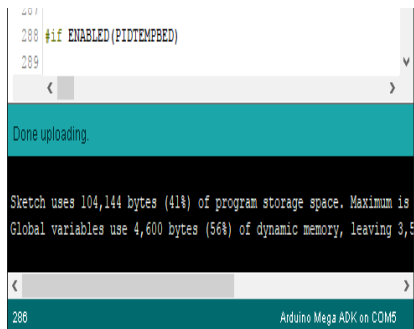 287
288 #if ENABLED(PIDTEMPBED)
289
Done uploading.
Sketch uses 104,144 bytes (41%) of program storage space. Maximum is
Global variables use 4,600 bytes (56%) of dynamic memory, leaving 3,5
286 Arduino Mega ADK on COM5